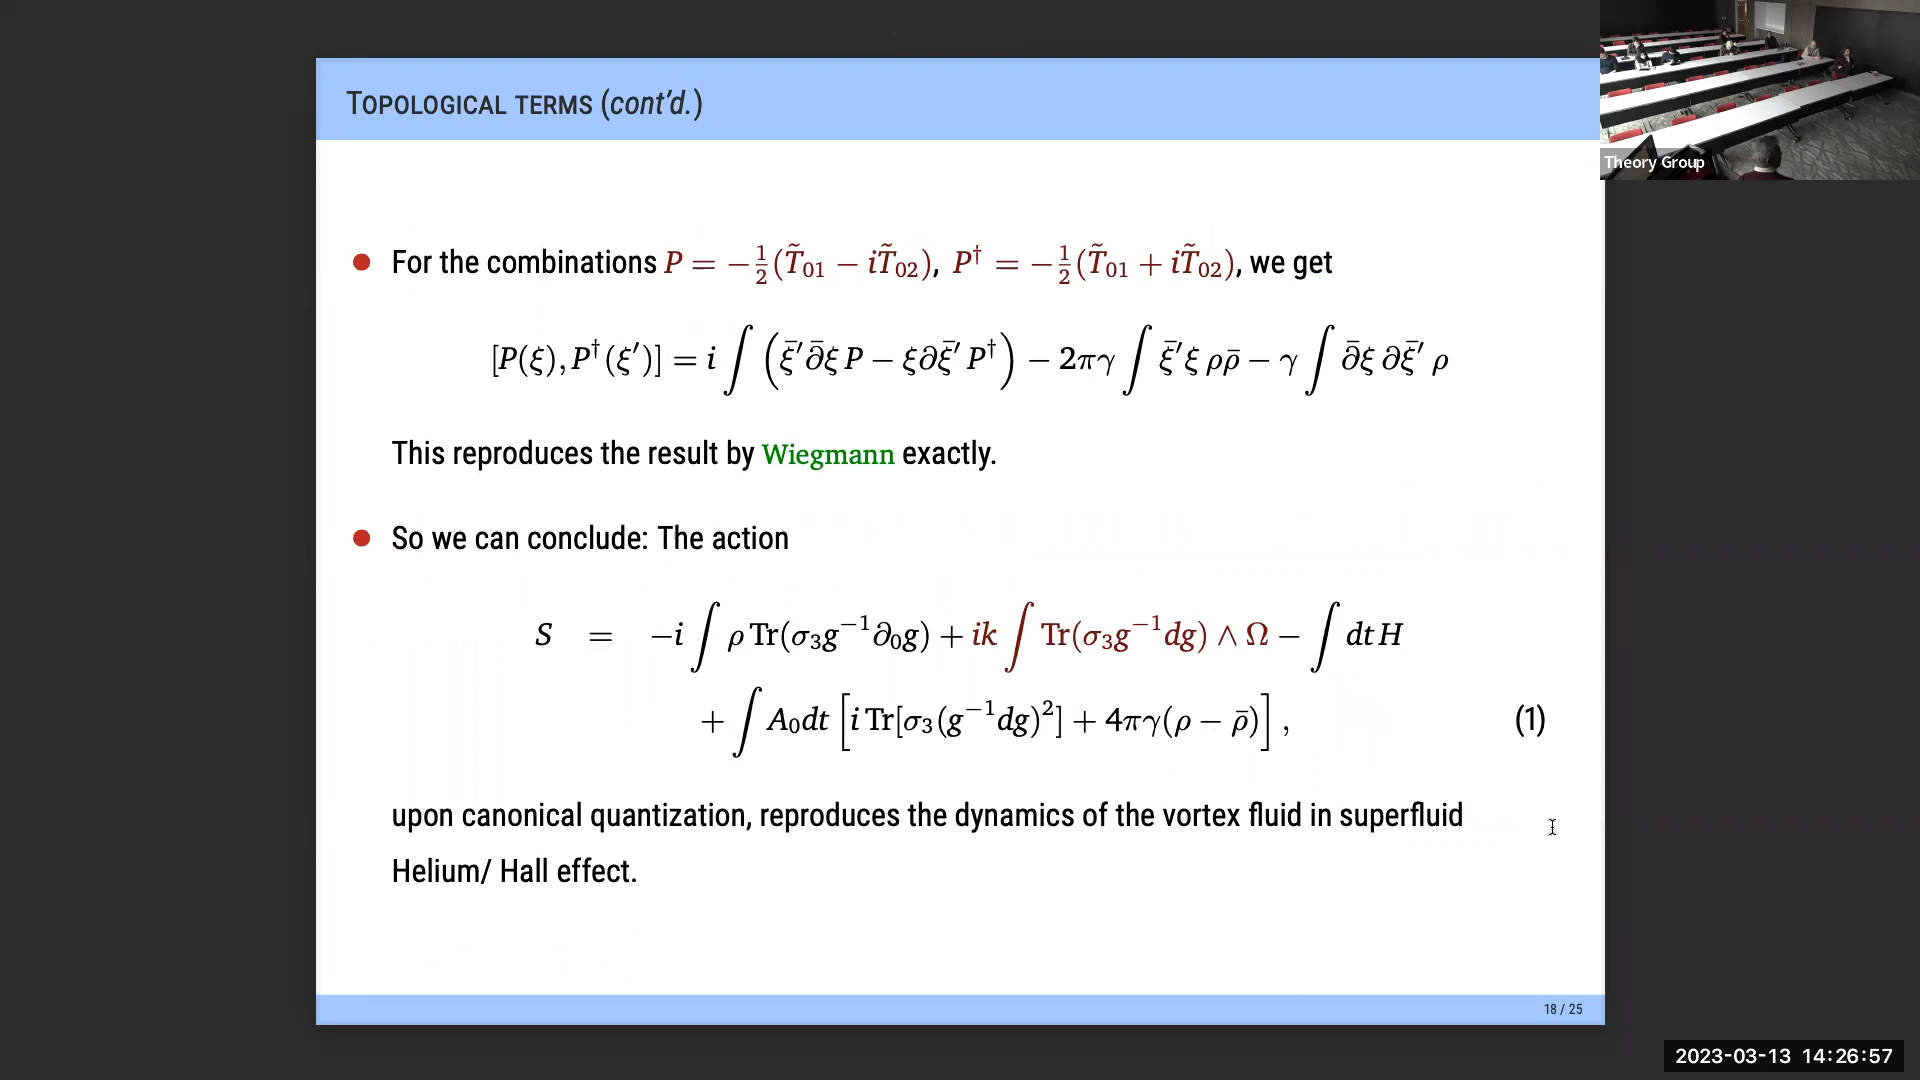 TOPOLOGICAL TERMS (cont'd.)
Theory Group
• For the combinations P = −½(T̃₀₁ − iT̃₀₂), P† = −½(T̃₀₁ + iT̃₀₂), we get
[P(ξ), P†(ξ′)] = i ∫ (ξ̄′∂̄ξ P − ξ∂ξ̄′ P†) − 2πγ ∫ ξ̄′ξ ρρ̄ − γ ∫ ∂̄ξ ∂ξ̄′ ρ
This reproduces the result by Wiegmann exactly.
• So we can conclude: The action
S = −i ∫ ρ Tr(σ₃g⁻¹∂₀g) + ik ∫ Tr(σ₃g⁻¹dg) ∧ Ω − ∫ dt H
+ ∫ A₀dt [i Tr[σ₃(g⁻¹dg)²] + 4πγ(ρ − ρ̄)], (1)
upon canonical quantization, reproduces the dynamics of the vortex fluid in superfluid
Helium/ Hall effect.
18 / 25
2023-03-13 14:26:57